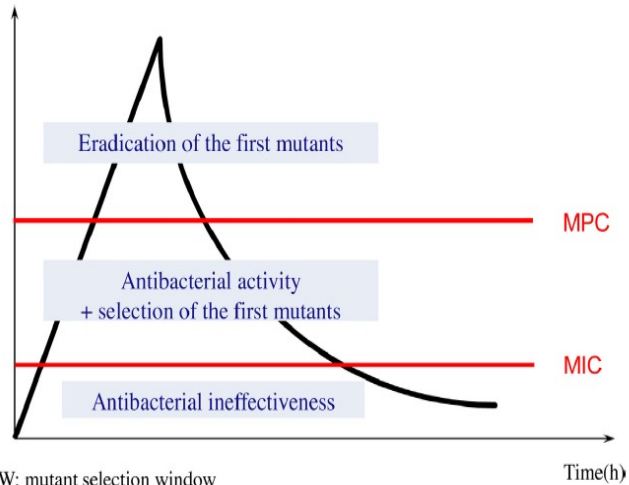 Eradication of the first mutants
MPC
Antibacterial activity
+ selection of the first mutants
MIC
Antibacterial ineffectiveness
Time(h)
W: mutant selection window